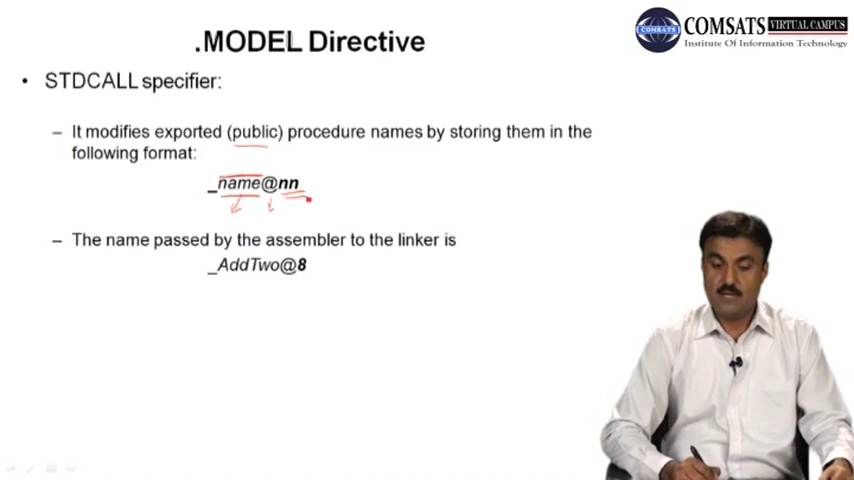 .MODEL Directive
COMSATS VIRTUAL CAMPUS
Institute Of Information Technology
COMSATS
• STDCALL specifier:
– It modifies exported (public) procedure names by storing them in the
following format:
_name@nn
– The name passed by the assembler to the linker is
_AddTwo@8